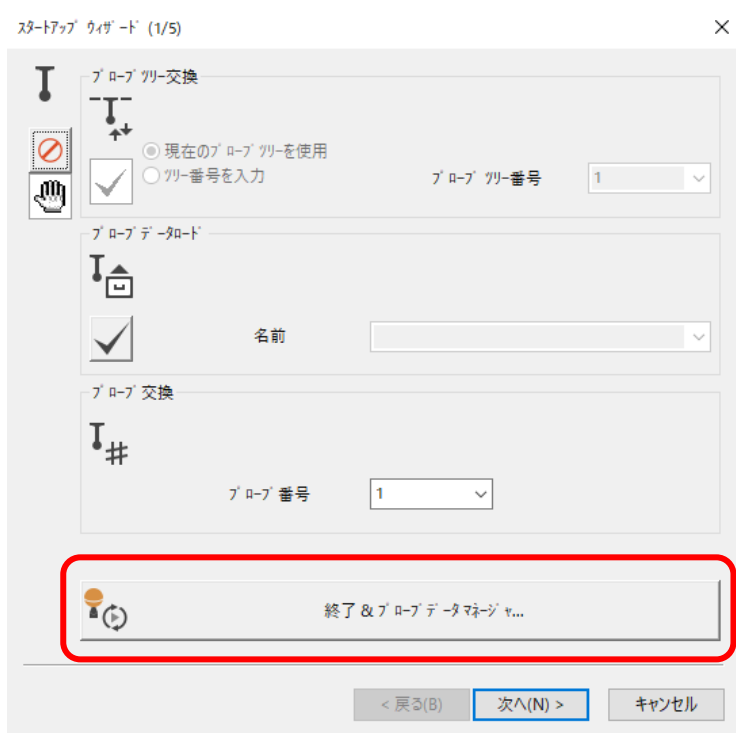 ｽﾀｰﾄｱｯﾌﾟ ｳｨｻﾞｰﾄﾞ (1/5)
ﾌﾟﾛｰﾌﾞﾂﾘｰ交換
現在のﾌﾟﾛｰﾌﾞﾂﾘｰを使用
ﾂﾘｰ番号を入力
ﾌﾟﾛｰﾌﾞ ﾂﾘｰ番号
1
ﾌﾟﾛｰﾌﾞﾃﾞｰﾀﾛｰﾄﾞ
名前
ﾌﾟﾛｰﾌﾞ交換
ﾌﾟﾛｰﾌﾞ番号
1
終了 & ﾌﾟﾛｰﾌﾞﾃﾞｰﾀﾏﾈｰｼﾞｬ...
< 戻る(B)
次へ(N) >
キャンセル